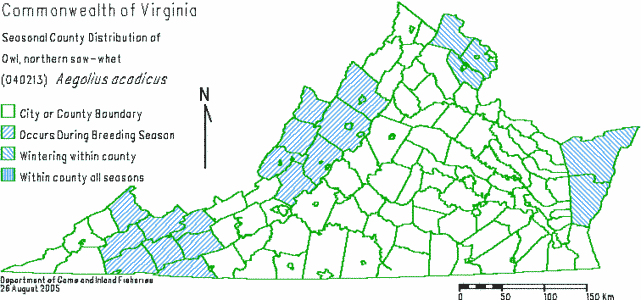 Commonwealth of Virginia
Seasonal County Distribution of
Owl, northern saw-whet
(040213) Aegolius acadicus
N
City or County Boundary
Occurs During Breeding Season
Wintering within county
Within county all seasons
Department of Game and Inland Fisheries
26 August 2005
0 50 100 150 Km